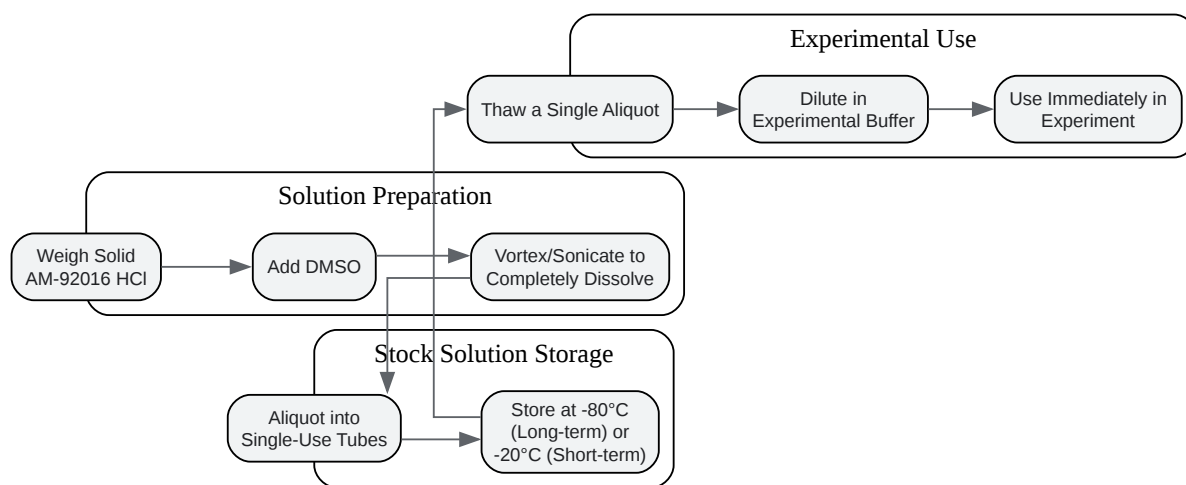 Experimental Use
Thaw a Single Aliquot
Dilute in
Experimental Buffer
Use Immediately in
Experiment
Solution Preparation
Weigh Solid
AM-92016 HCl
Add DMSO
Vortex/Sonicate to
Completely Dissolve
Stock Solution Storage
Aliquot into
Single-Use Tubes
Store at -80°C
(Long-term) or
-20°C (Short-term)